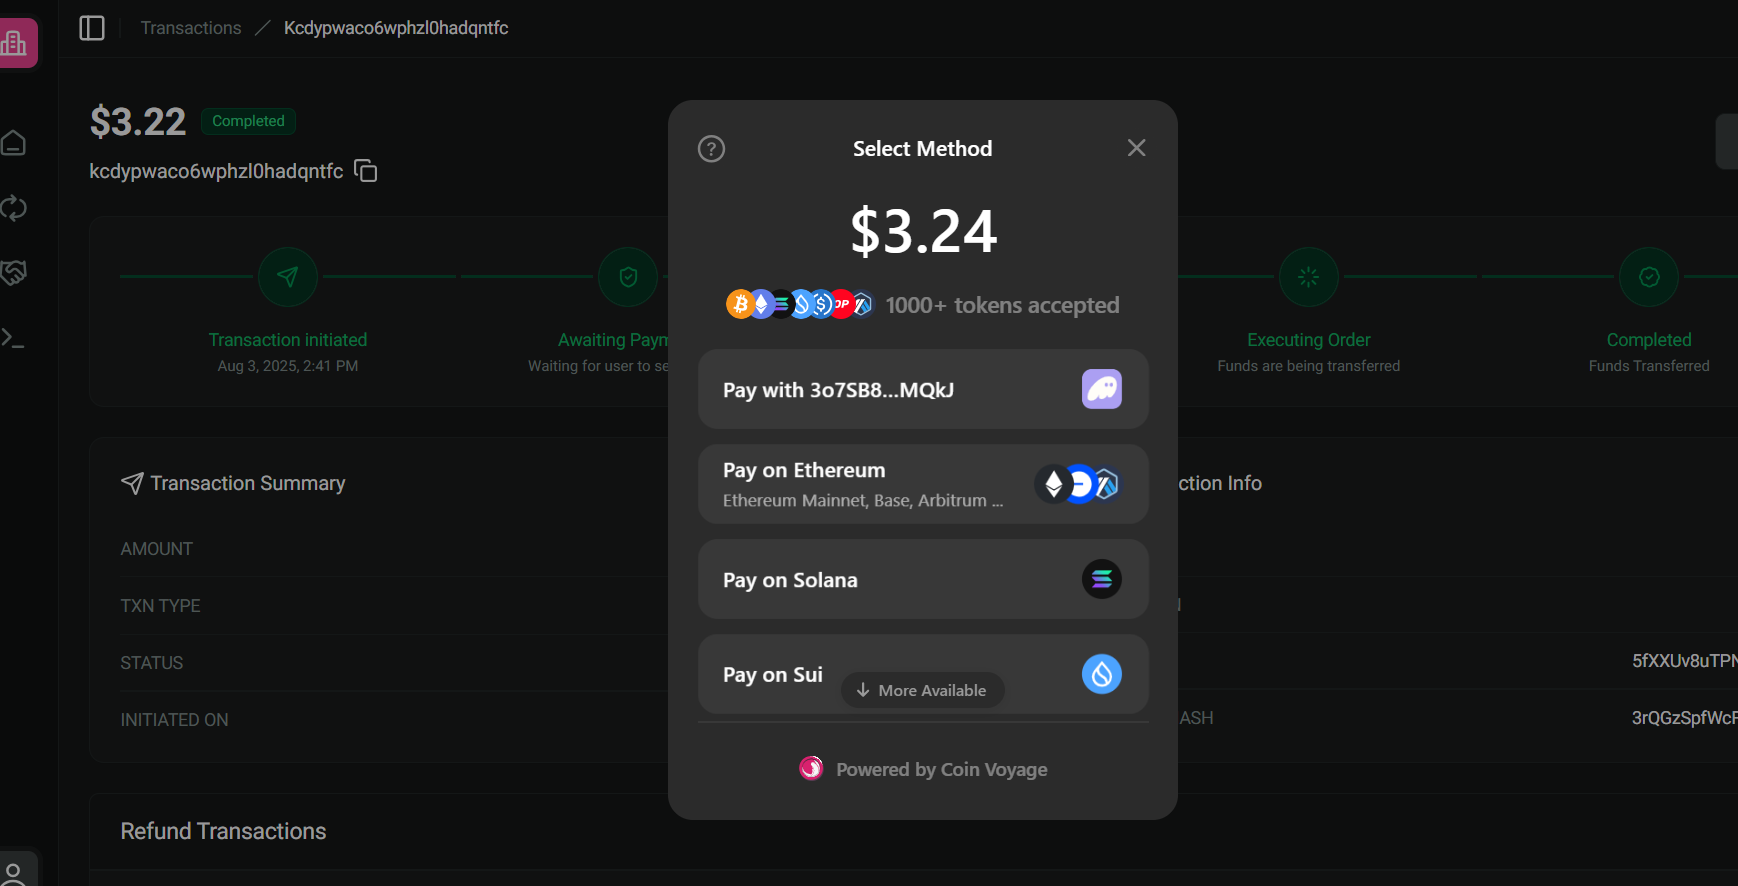 Transactions / Kcdypwaco6wphzl0hadqntfc
$3.22 Completed
kcdypwaco6wphzl0hadqntfc
Transaction initiated
Aug 3, 2025, 2:41 PM
Awaiting Paym
Waiting for user to se
Executing Order
Funds are being transferred
Completed
Funds Transferred
Transaction Summary
AMOUNT
TXN TYPE
STATUS
INITIATED ON
ction Info
5fXXUv8uTPN
ASH 3rQGzSpfWcF
Refund Transactions
? Select Method
$3.24
OP
1000+ tokens accepted
Pay with 3o7SB8...MQkJ
Pay on Ethereum
Ethereum Mainnet, Base, Arbitrum ...
Pay on Solana
Pay on Sui
More Available
Powered by Coin Voyage